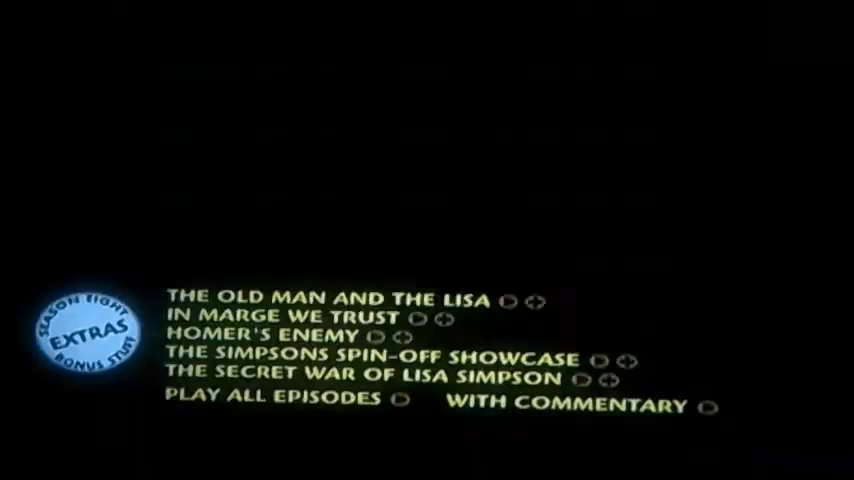 SEASON EIGHT
EXTRAS
BONUS STUFF
THE OLD MAN AND THE LISA
IN MARGE WE TRUST
HOMER'S ENEMY
THE SIMPSONS SPIN-OFF SHOWCASE
THE SECRET WAR OF LISA SIMPSON
PLAY ALL EPISODES WITH COMMENTARY